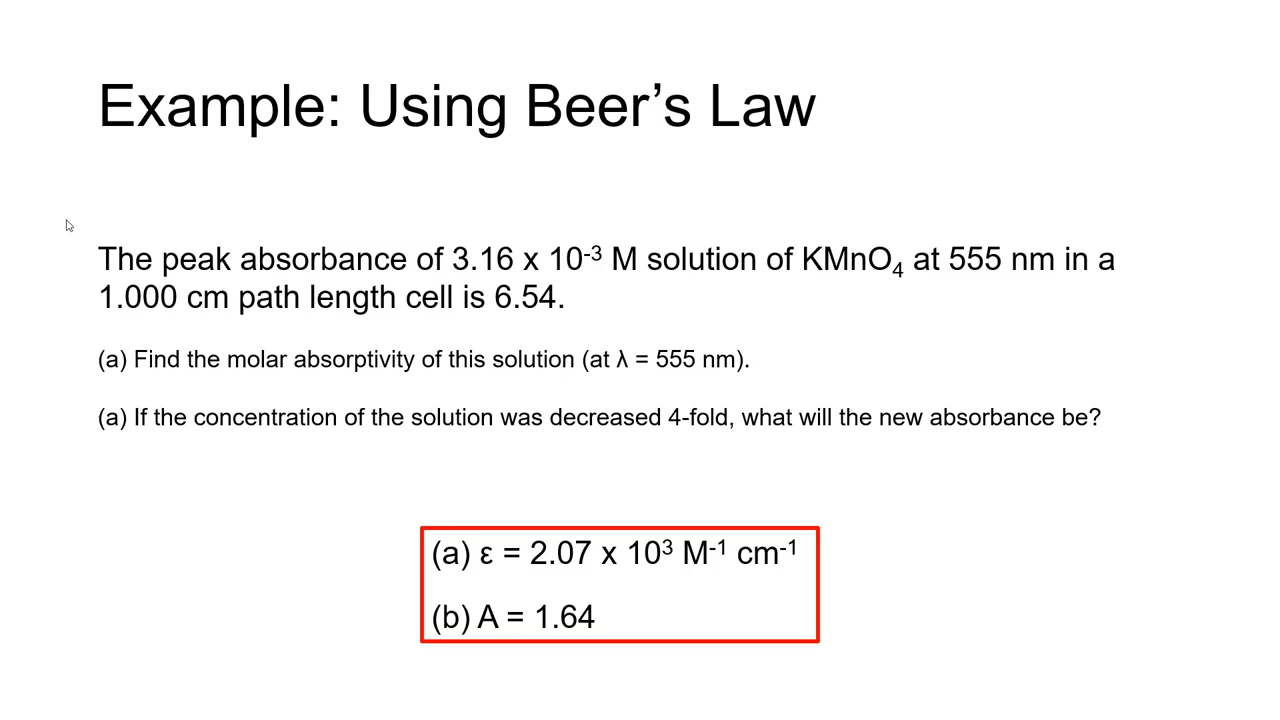 Example: Using Beer’s Law
The peak absorbance of 3.16 x 10⁻³ M solution of KMnO₄ at 555 nm in a
1.000 cm path length cell is 6.54.
(a) Find the molar absorptivity of this solution (at λ = 555 nm).
(a) If the concentration of the solution was decreased 4-fold, what will the new absorbance be?
(a) ε = 2.07 x 10³ M⁻¹ cm⁻¹
(b) A = 1.64